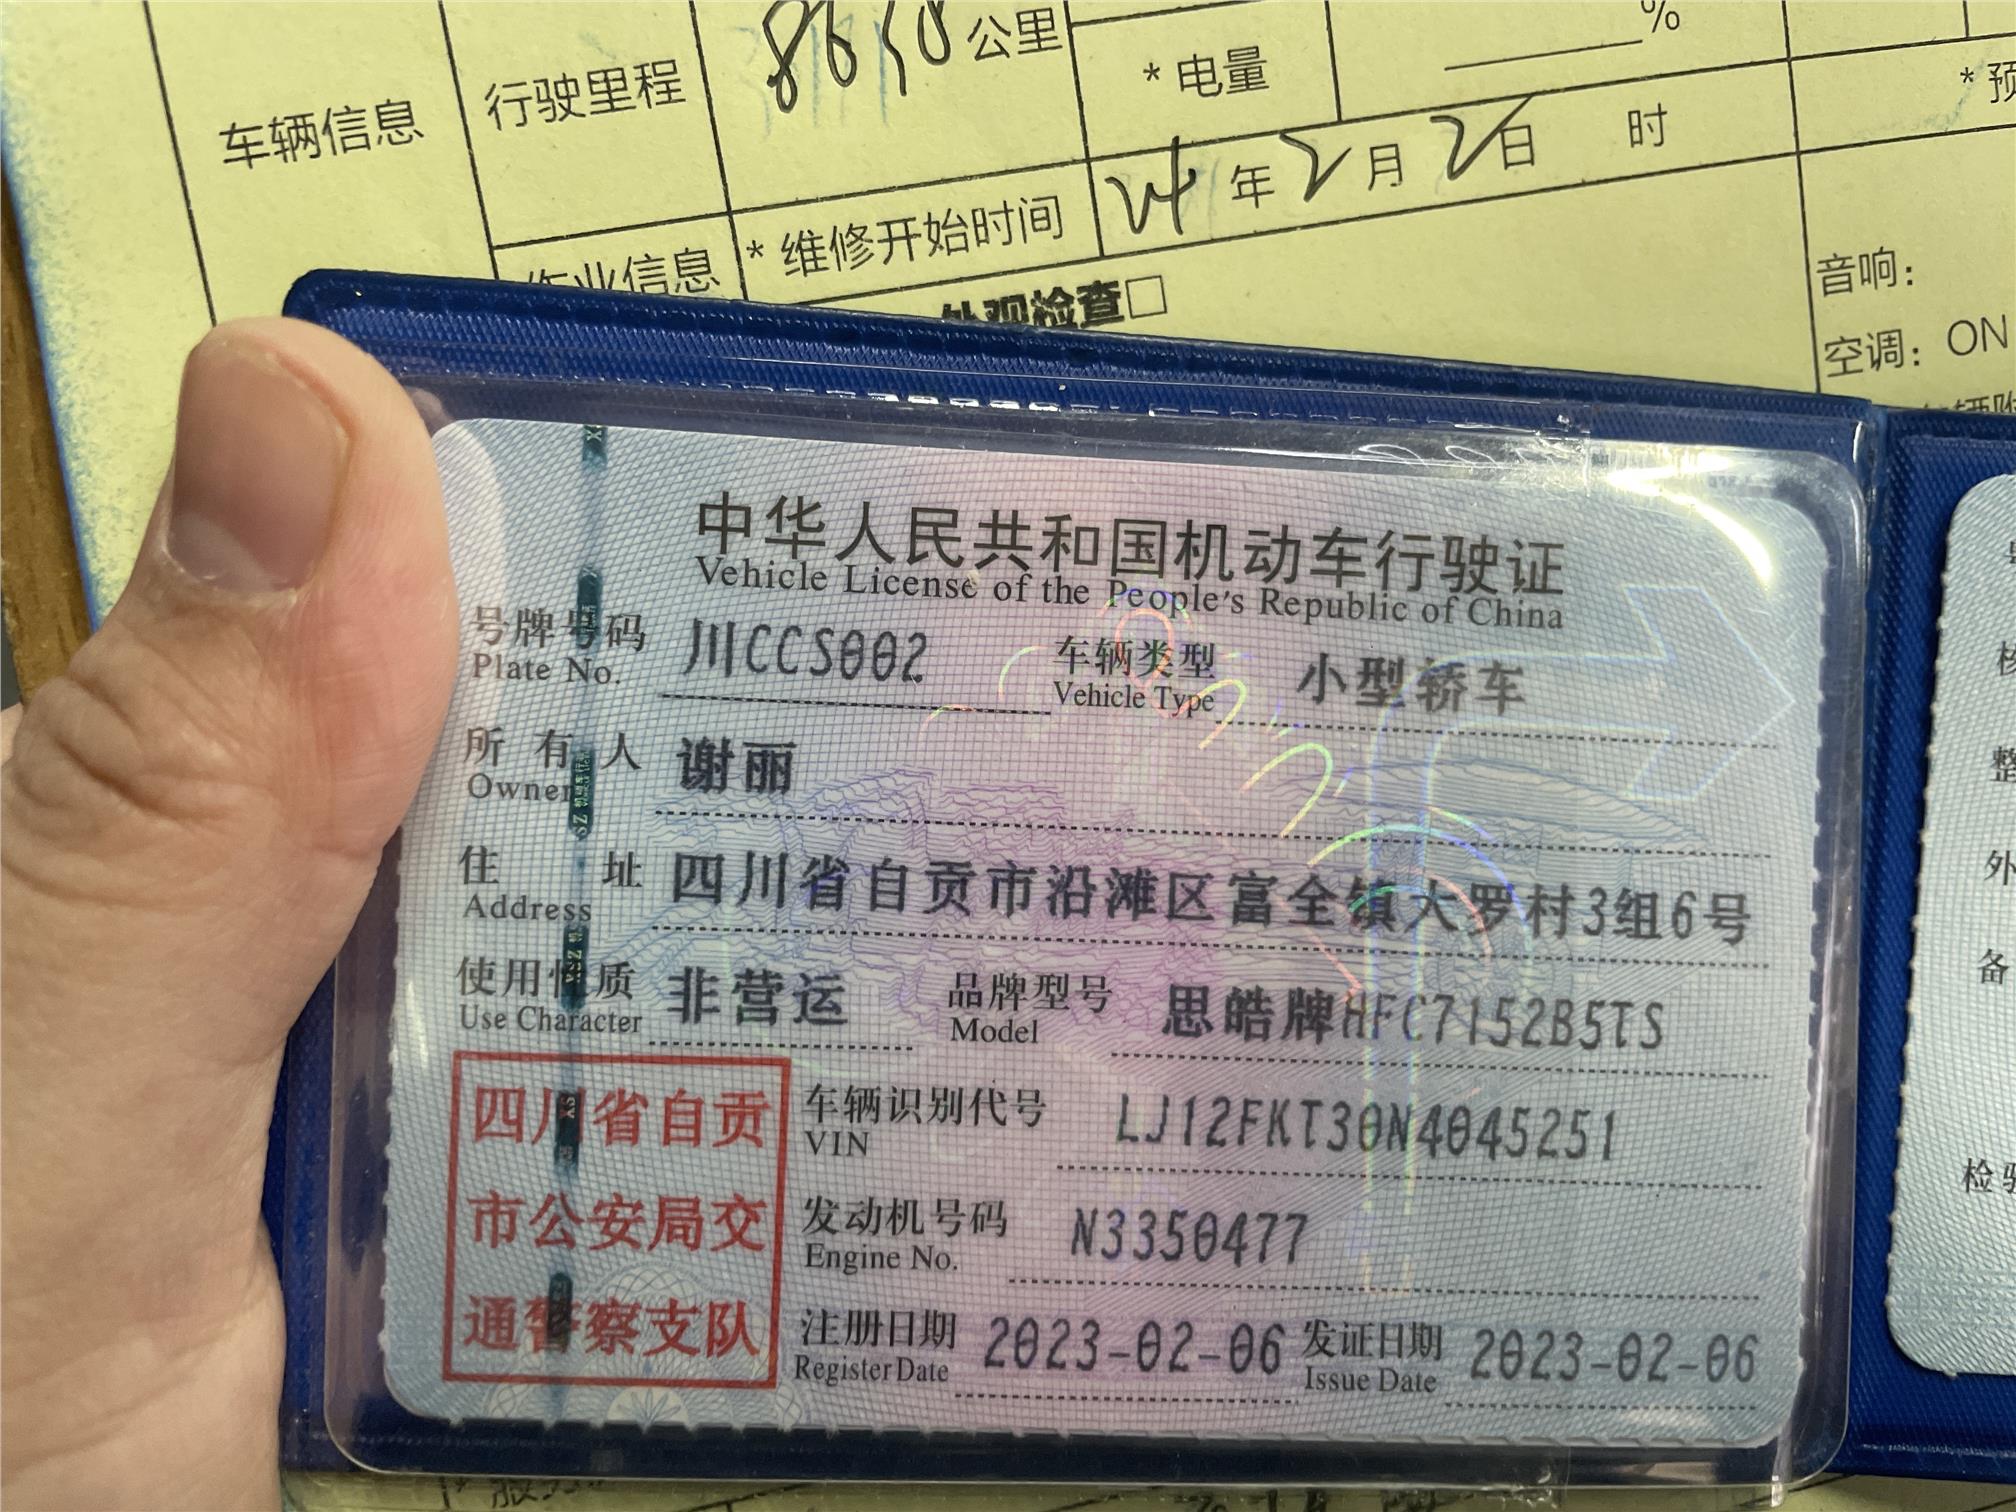 车辆信息 行驶里程 公里 * 电量 %
* 维修开始时间 24年2月2日 时
作业信息
外观检查□
音响：
空调：ON
中华人民共和国机动车行驶证
Vehicle License of the People's Republic of China
号牌号码 川CCS002 车辆类型 小型轿车
Plate No. Vehicle Type
所有人 谢丽
Owner
住址 四川省自贡市沿滩区富全镇大罗村3组6号
Address
使用性质 非营运 品牌型号 思皓牌HFC7152B5TS
Use Character Model
四川省自贡
市公安局交
通警察支队
车辆识别代号 LJ12FKT30N4045251
VIN
发动机号码 N3350477
Engine No.
注册日期 2023-02-06 发证日期 2023-02-06
Register Date Issue Date
外
备